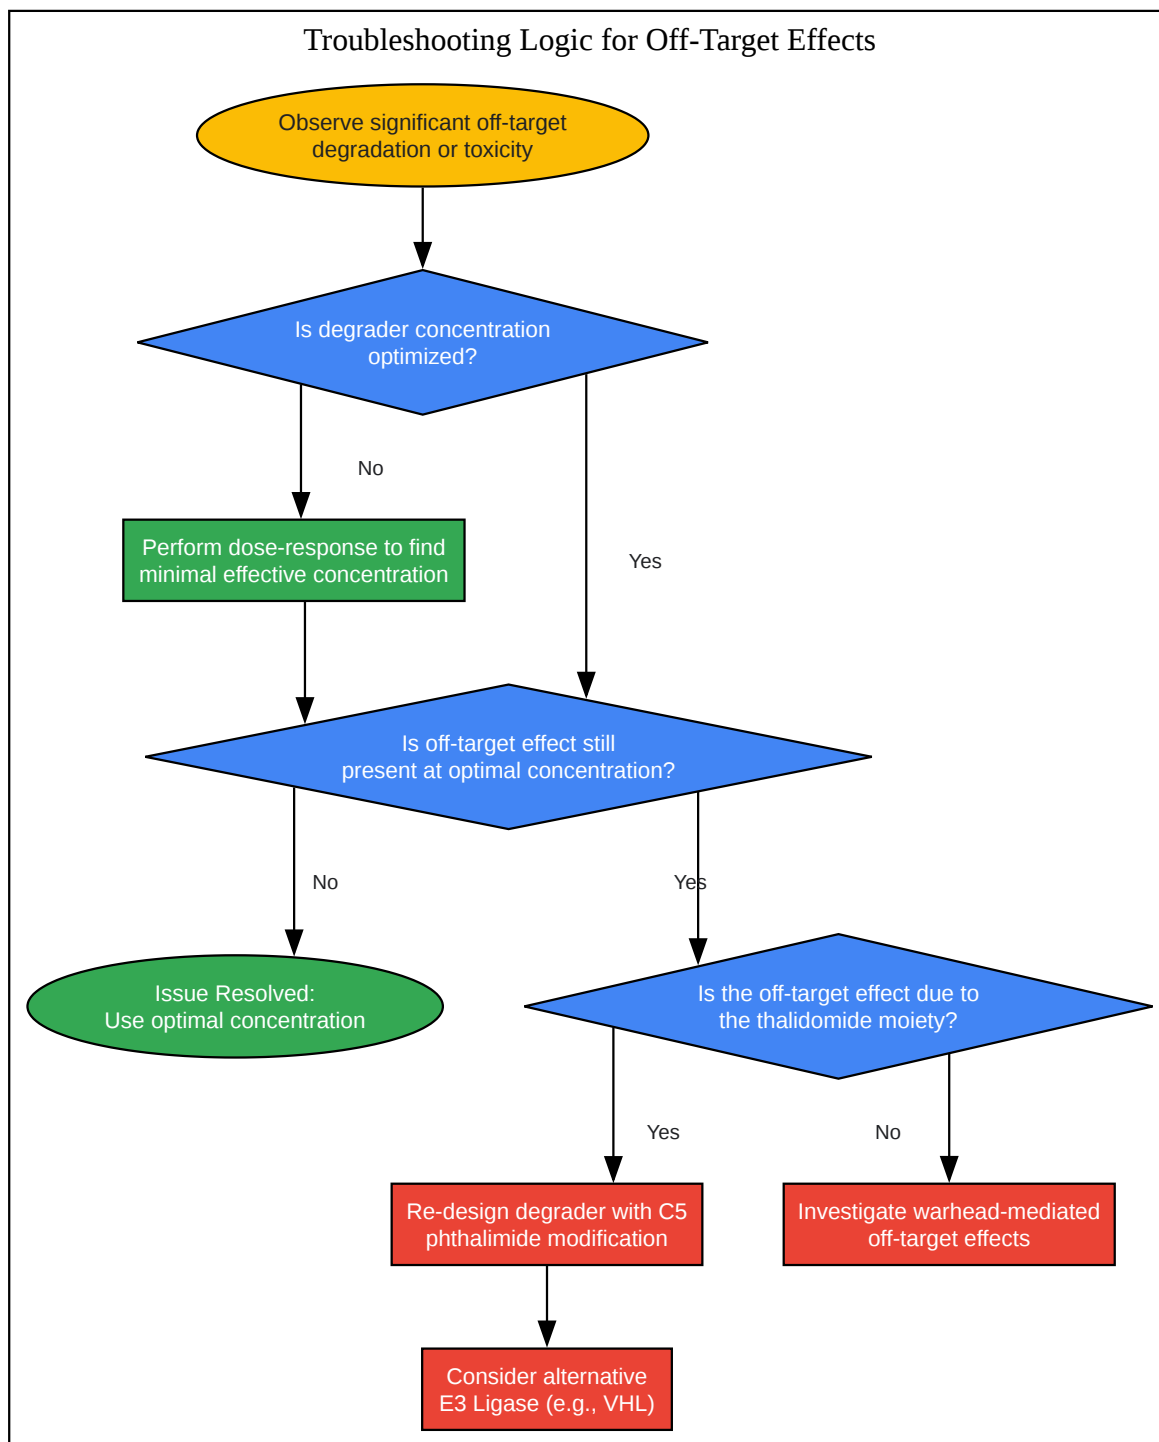 Troubleshooting Logic for Off-Target Effects
Observe significant off-target
degradation or toxicity
Is degrader concentration
optimized?
No
Perform dose-response to find
minimal effective concentration
Yes
Is off-target effect still
present at optimal concentration?
No
Yes
Issue Resolved:
Use optimal concentration
Is the off-target effect due to
the thalidomide moiety?
Yes
No
Re-design degrader with C5
phthalimide modification
Investigate warhead-mediated
off-target effects
Consider alternative
E3 Ligase (e.g., VHL)